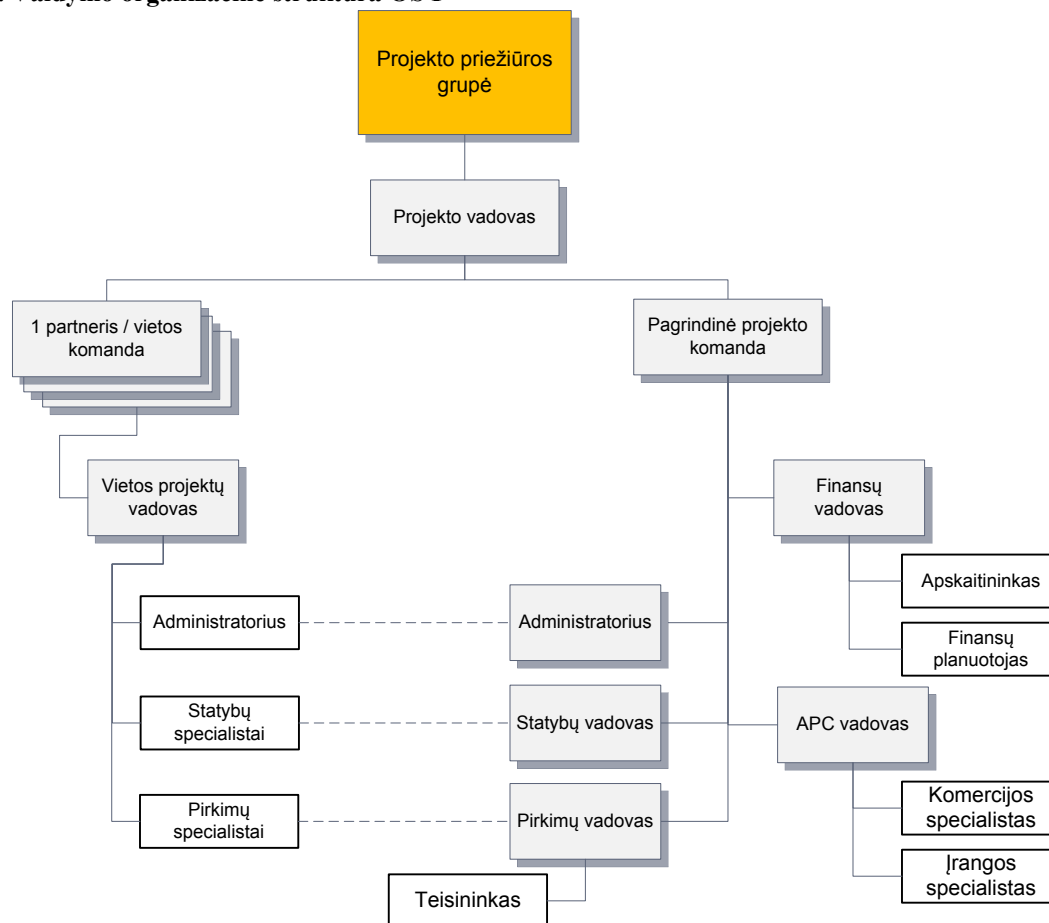 Projekto priežiūros
grupė
Projekto vadovas
1 partneris / vietos
komanda
Pagrindinė projekto
komanda
Vietos projektų
vadovas
Finansų
vadovas
Apskaitininkas
Administratorius
Administratorius
Finansų
planuotojas
Statybų
specialistai
Statybų vadovas
APC vadovas
Komercijos
specialistas
Pirkimų
specialistai
Pirkimų vadovas
Įrangos
specialistas
Teisininkas